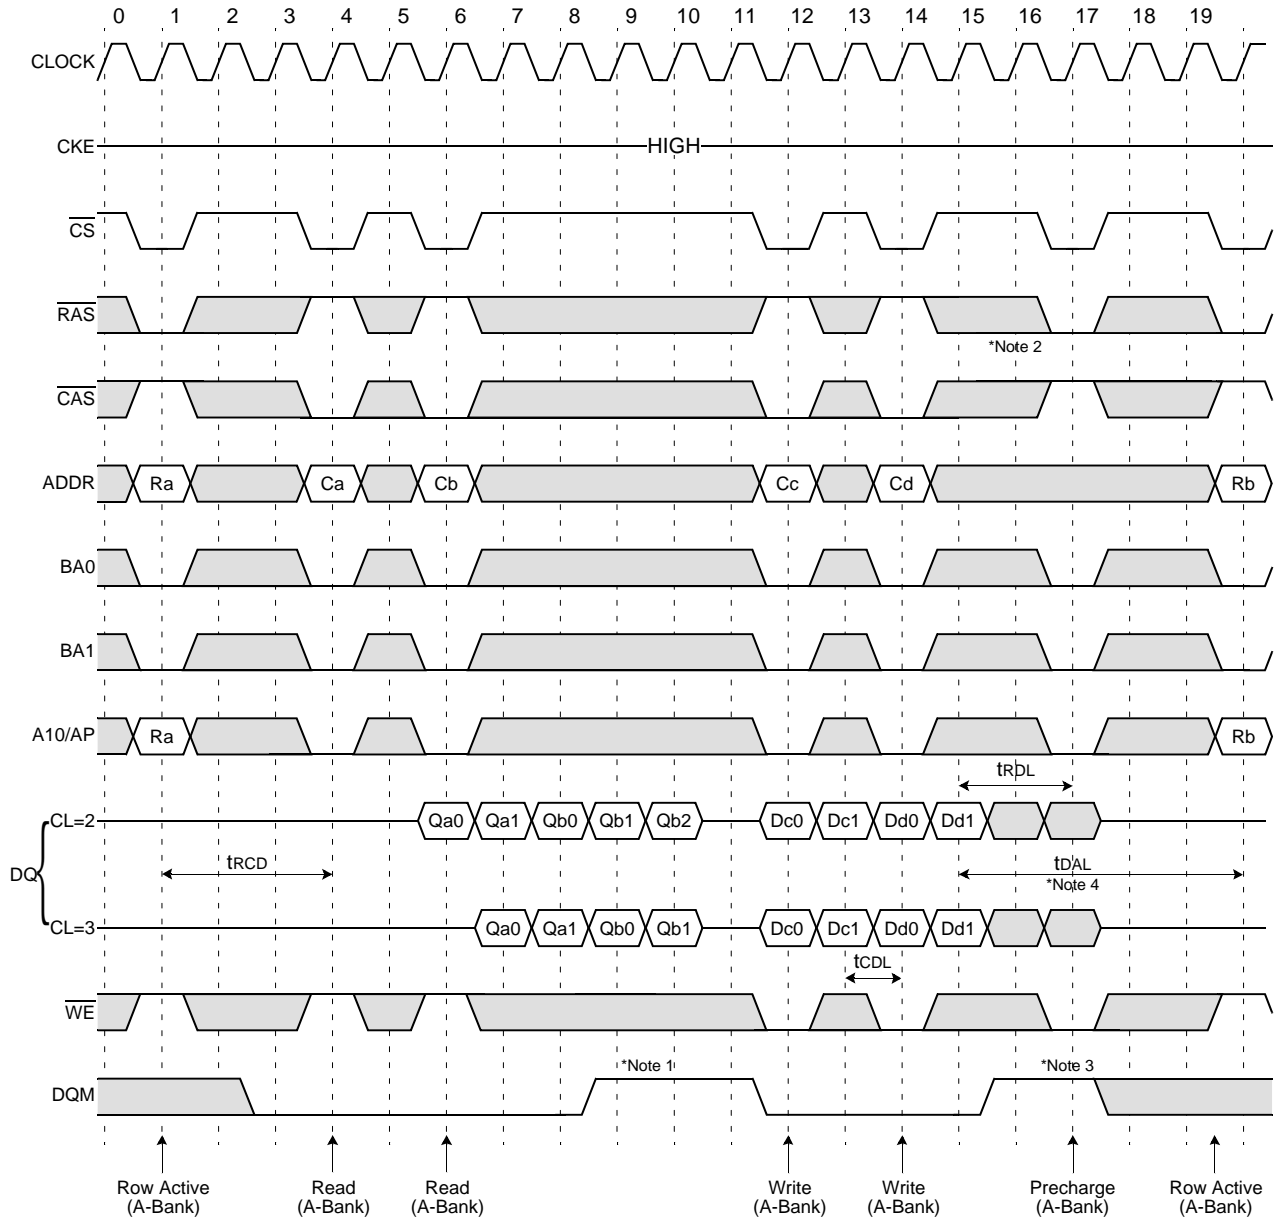 0 1 2 3 4 5 6 7 8 9 10 11 12 13 14 15 16 17 18 19
CLOCK
CKE HIGH
CS
RAS
*Note 2
CAS
ADDR Ra Ca Cb Cc Cd Rb
BA0
BA1
A10/AP Ra Rb
tRDL
CL=2 Qa0 Qa1 Qb0 Qb1 Qb2 Dc0 Dc1 Dd0 Dd1
DQ tRCD tDAL
*Note 4
CL=3 Qa0 Qa1 Qb0 Qb1 Dc0 Dc1 Dd0 Dd1
tCDL
WE
*Note 1 *Note 3
DQM
Row Active Read Read Write Write Precharge Row Active
(A-Bank) (A-Bank) (A-Bank) (A-Bank) (A-Bank) (A-Bank) (A-Bank)